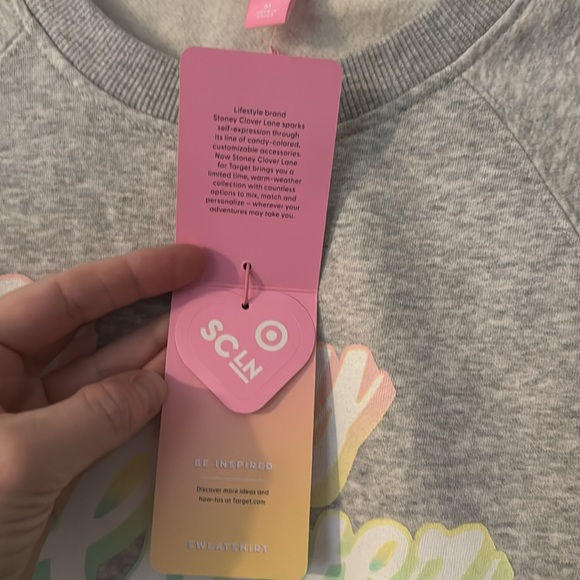 Lifestyle brand
Stoney Clover Lane sparks
self-expression through
its line of candy-colored,
customizable accessories.
Now Stoney Clover Lane
for Target brings you a
limited time, warm-weather
collection with countless
options to mix, match and
personalize – wherever your
adventures may take you.
SC
LN
BE INSPIRED
Discover more ideas and
how-tos at Target.com
SWEATSHIRT